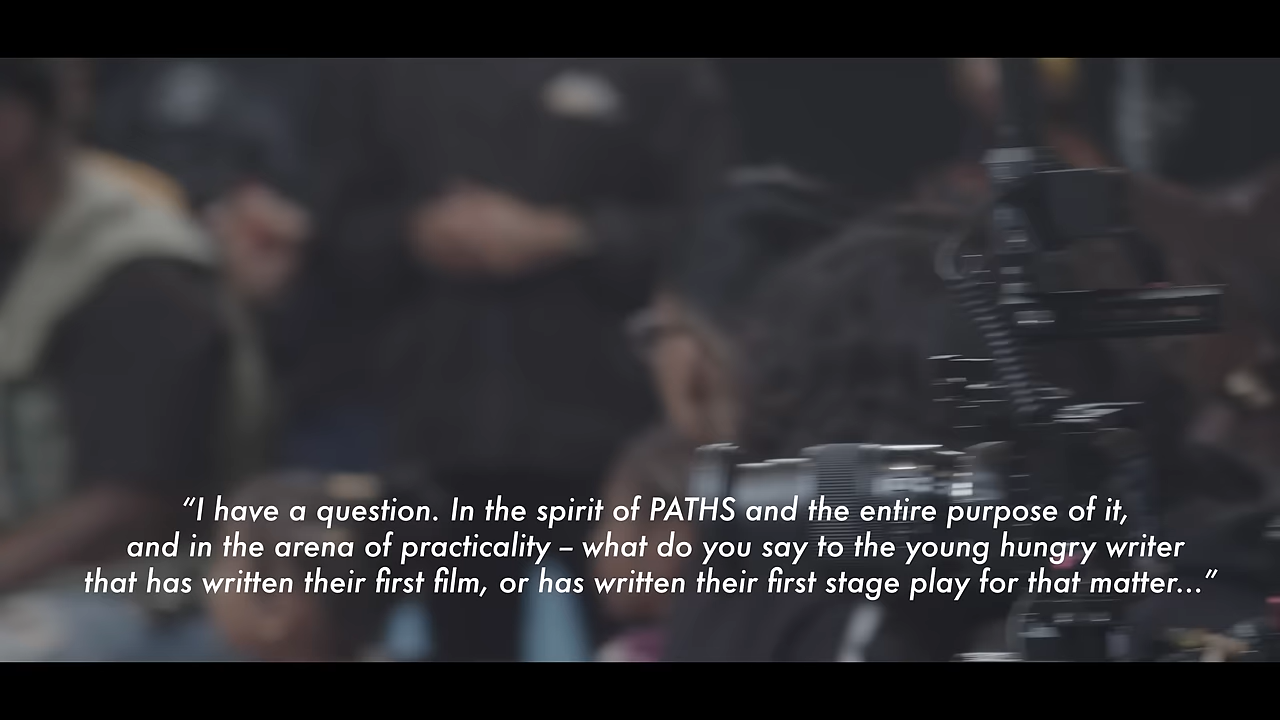 “I have a question. In the spirit of PATHS and the entire purpose of it,
and in the arena of practicality – what do you say to the young hungry writer
that has written their first film, or has written their first stage play for that matter...”